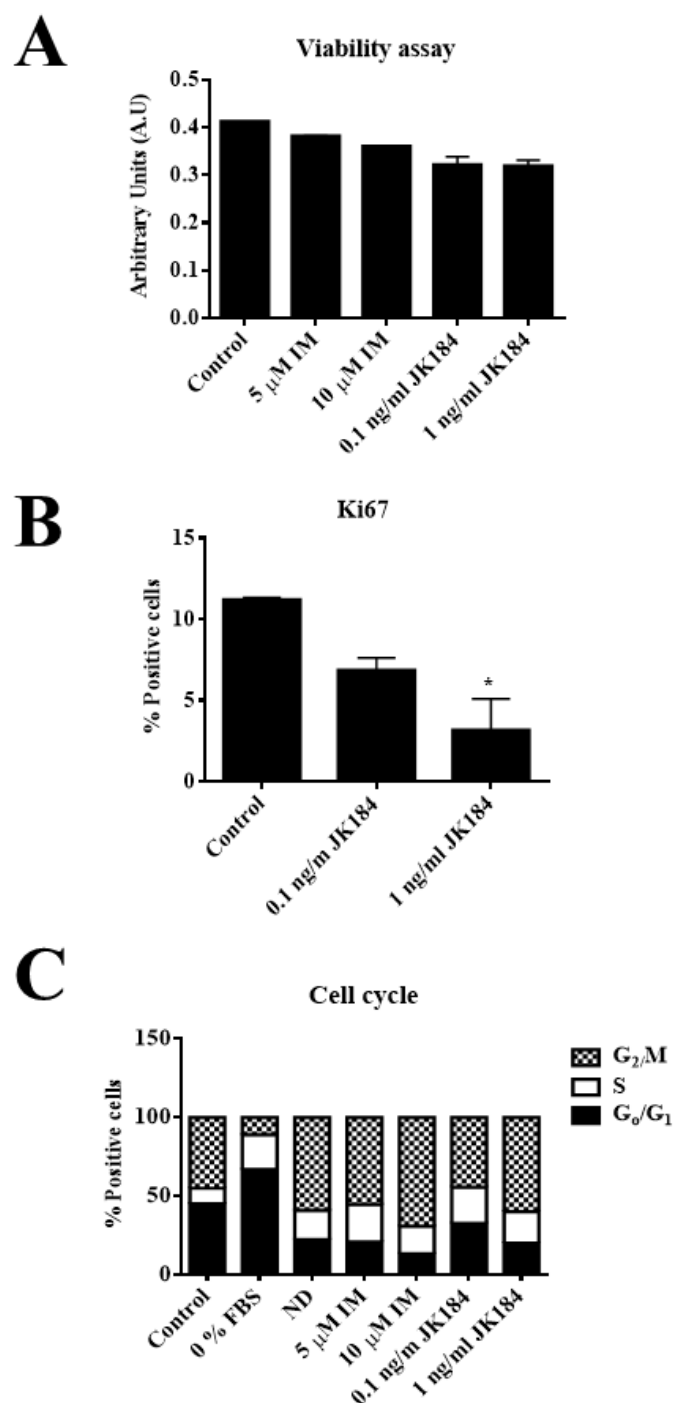 A
Viability assay
Arbitrary Units (A.U)
0.5
0.4
0.3
0.2
0.1
0.0
Control
5 μM IM
10 μM IM
0.1 ng/ml JK184
1 ng/ml JK184
B
Ki67
% Positive cells
15
10
5
0
*
Control
0.1 ng/m JK184
1 ng/ml JK184
C
Cell cycle
% Positive cells
150
100
50
0
G2/M
S
Go/G1
Control
0 % FBS
ND
5 μM IM
10 μM IM
0.1 ng/m JK184
1 ng/ml JK184